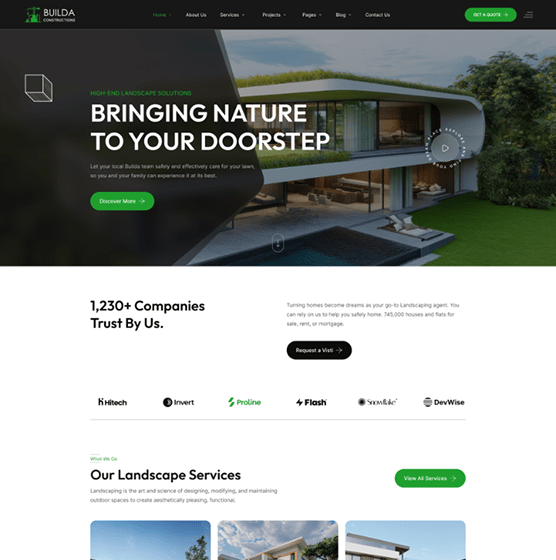 BUILDA
CONSTRUCTIONS
Home
About Us
Services
Projects
Pages
Blog
Contact Us
GET A QUOTE
HIGH-END LANDSCAPE SOLUTIONS
BRINGING NATURE
TO YOUR DOORSTEP
Let your local Builda team safely and effectively care for your lawn,
so you and your family can experience it at its best.
Discover More
1,230+ Companies
Trust By Us.
Turning homes become dreams as your go-to Landscaping agent. You
can rely on us to help you safely home. 745,000 houses and flats for
sale, rent, or mortgage.
Request a Visti
Hitech
Invert
Proline
Flash
Snowflake
DevWise
What We Do
Our Landscape Services
Landscaping is the art and science of designing, modifying, and maintaining
outdoor spaces to create aesthetically pleasing, functional,
View All Services